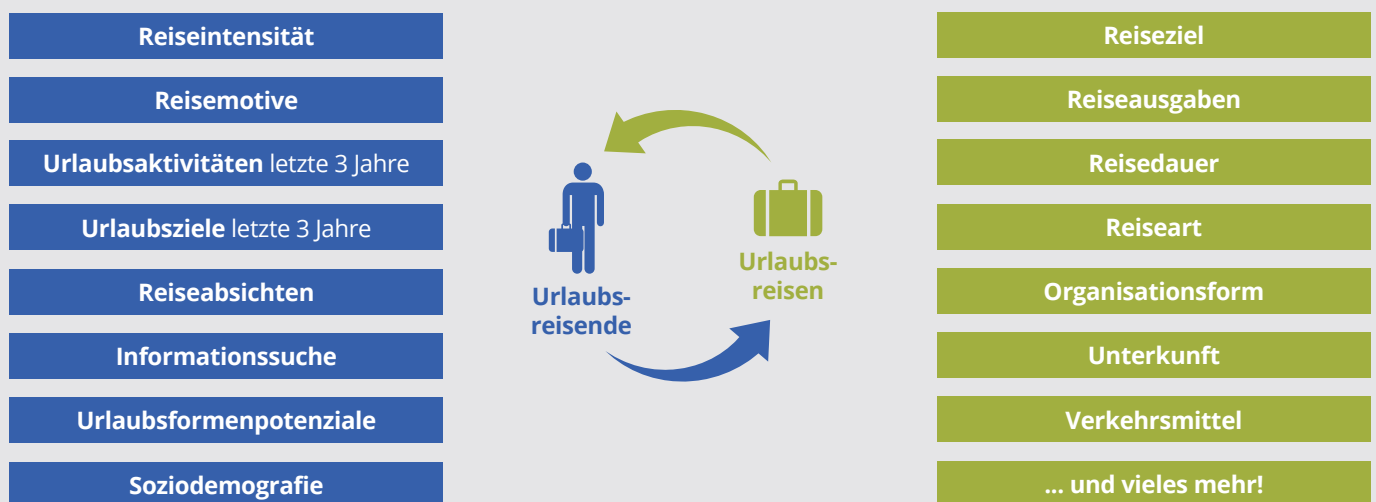 Reiseintensität
Reisemotive
Urlaubsaktivitäten letzte 3 Jahre
Urlaubsziele letzte 3 Jahre
Reiseabsichten
Informationssuche
Urlaubsformenpotenziale
Soziodemografie
Urlaubs-
reisende
Urlaubs-
reisen
Reiseziel
Reiseausgaben
Reisedauer
Reiseart
Organisationsform
Unterkunft
Verkehrsmittel
... und vieles mehr!